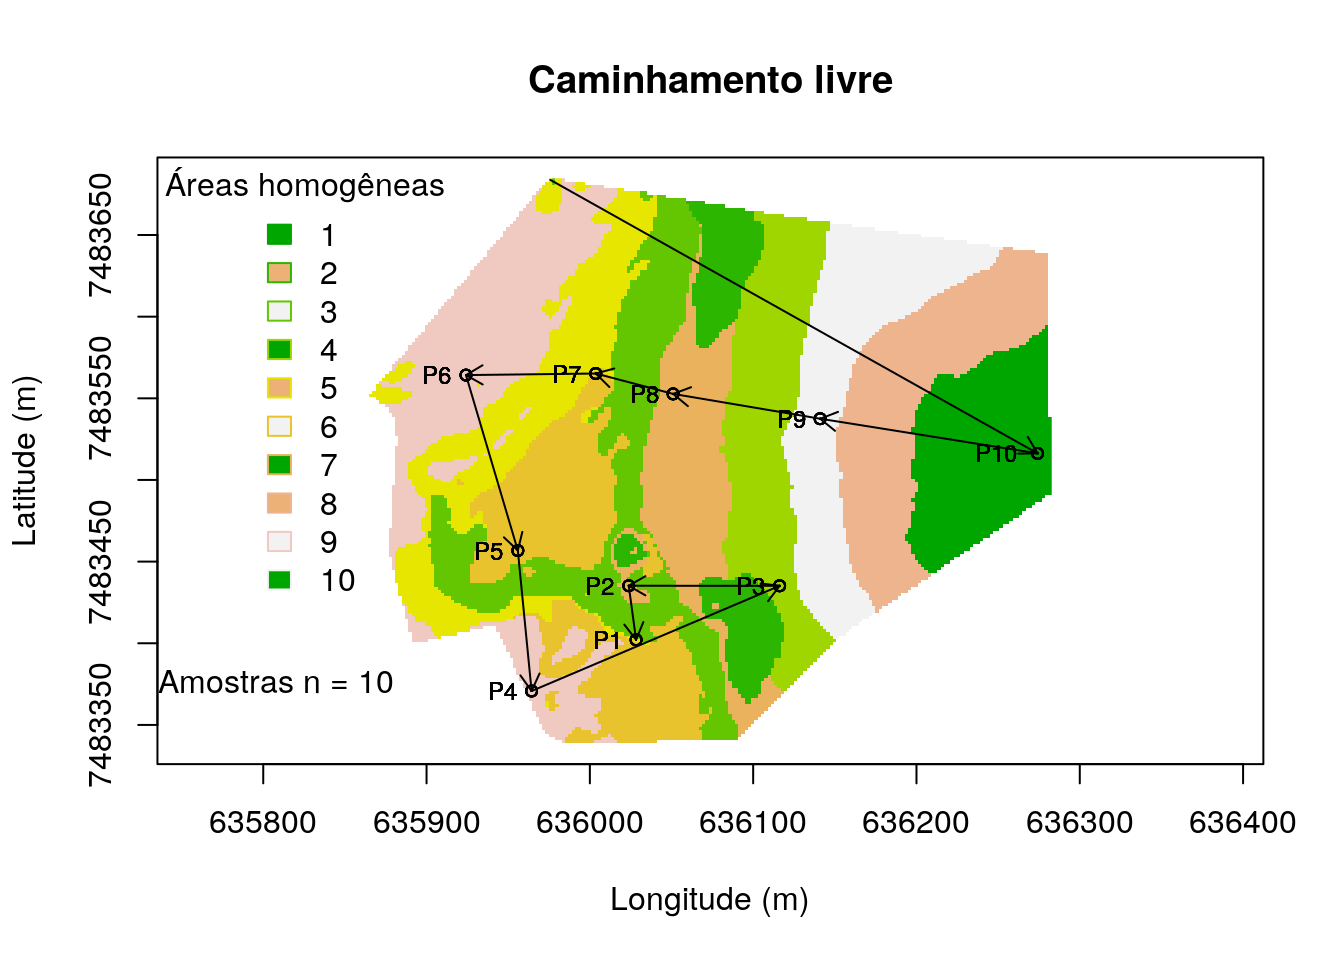 Caminhamento livre
Áreas homogêneas
1
2
3
4
5
6
7
8
9
10
Amostras n = 10
P6
P7
P8
P9
P10
P5
P2
P3
P1
P4
Latitude (m)
7483650
7483550
7483450
7483350
635800 635900 636000 636100 636200 636300 636400
Longitude (m)